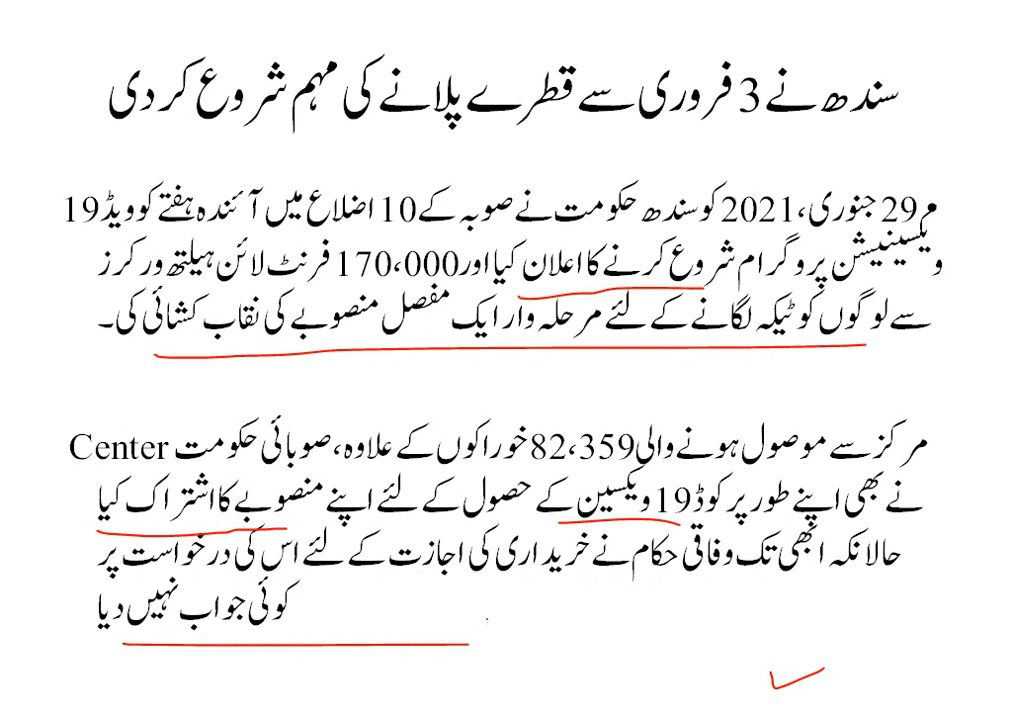 سندھ نے 3 فروری سے قطرے پلانے کی مہم شروع کر دی
م 29 جنوری، 2021 کو سندھ حکومت نے صوبہ کے 10 اضلاع میں آئندہ ہفتے کوویڈ 19
ویکسینیشن پروگرام شروع کرنے کا اعلان کیا اور 170،000 فرنٹ لائن ہیلتھ ورکرز
سے لوگوں کو ٹیکہ لگانے کے لئے مرحلہ وار ایک مفصل منصوبے کی نقاب کشائی کی۔
مرکز سے موصول ہونے والی 82،359 خوراکوں کے علاوہ، صوبائی حکومت Center
نے بھی اپنے طور پر کوڈ 19 ویکسین کے حصول کے لئے اپنے منصوبے کا اشتراک کیا
حالانکہ ابھی تک وفاقی حکام نے خریداری کی اجازت کے لئے اس کی درخواست پر
کوئی جواب نہیں دیا